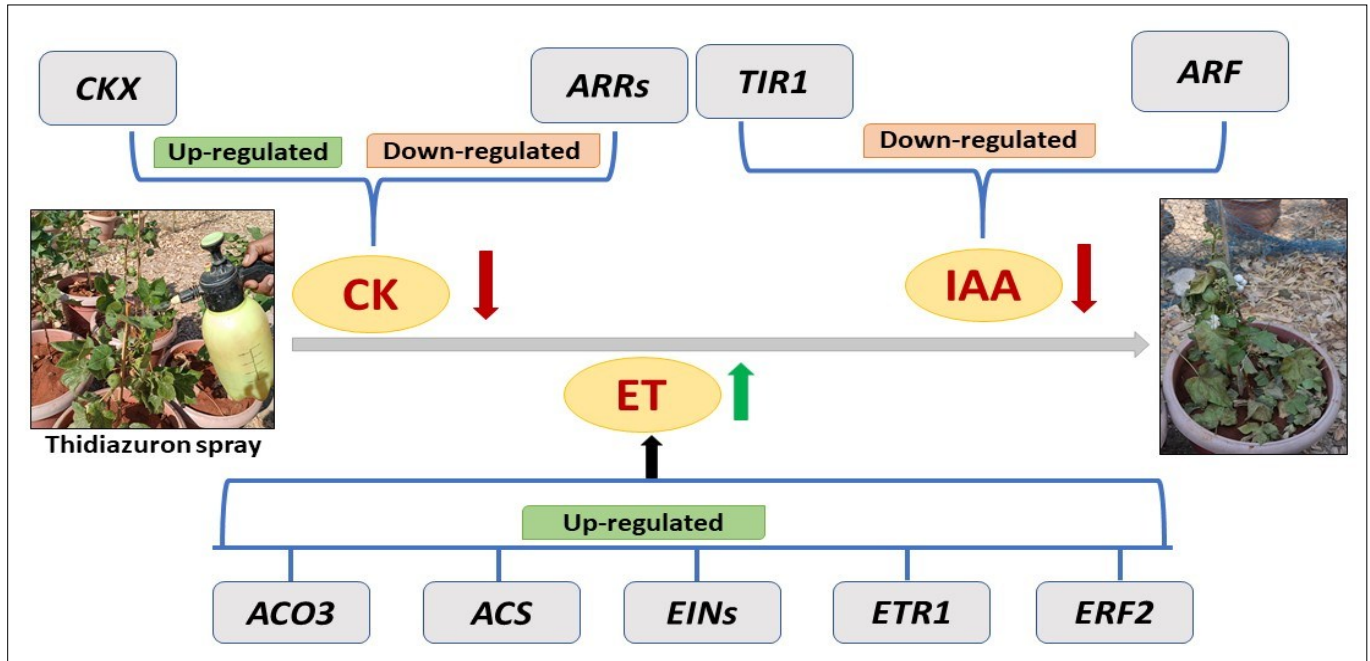 CKX
ARRs
TIR1
ARF
Up-regulated
Down-regulated
Down-regulated
CK
IAA
ET
Thidiazuron spray
Up-regulated
ACO3
ACS
EINs
ETR1
ERF2